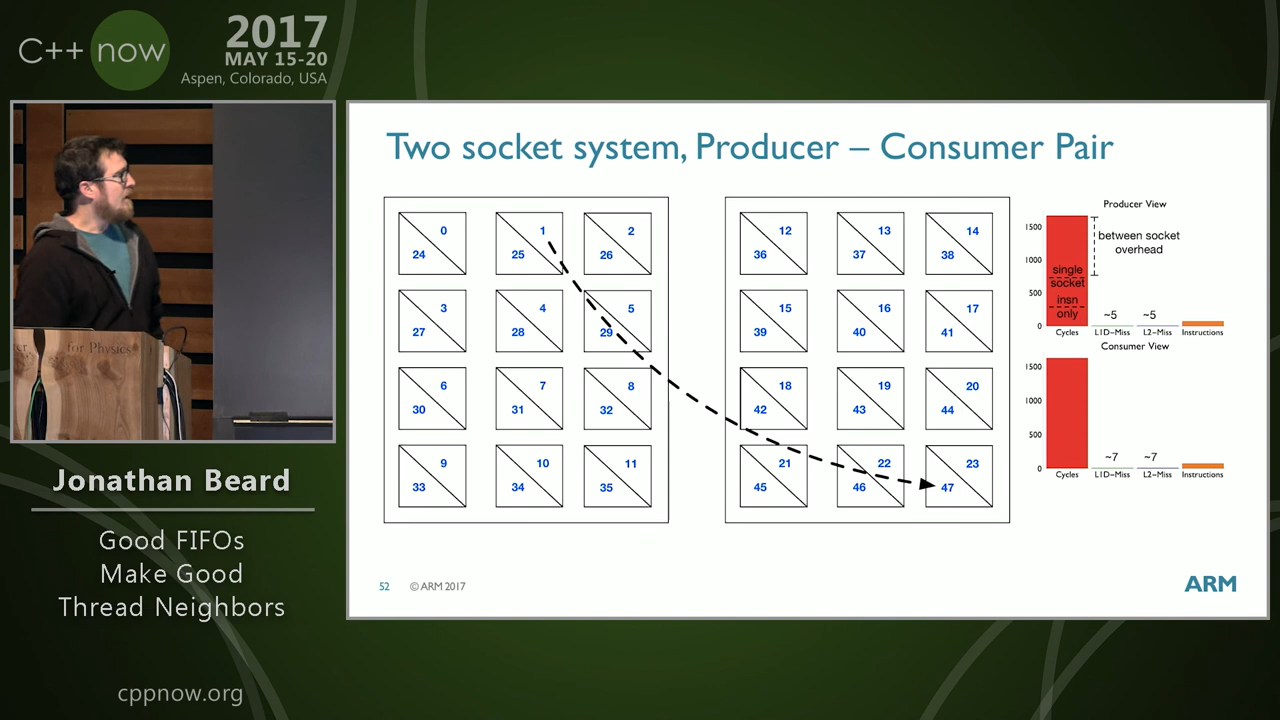 C++ now
2017
MAY 15-20
Aspen, Colorado, USA
for Physics
Jonathan Beard
Good FIFOs
Make Good
Thread Neighbors
cppnow.org
Two socket system, Producer – Consumer Pair
0 1 2
24 25 26
3 4 5
27 28 29
6 7 8
30 31 32
9 10 11
33 34 35
12 13 14
36 37 38
15 16 17
39 40 41
18 19 20
42 43 44
21 22 23
45 46 47
Producer View
1500
1000
500
0
between socket
overhead
single
socket
insn
only
~5 ~5
Cycles L1D–Miss L2–Miss Instructions
Consumer View
1500
1000
500
0
~7 ~7
Cycles L1D–Miss L2–Miss Instructions
52 © ARM 2017
ARM